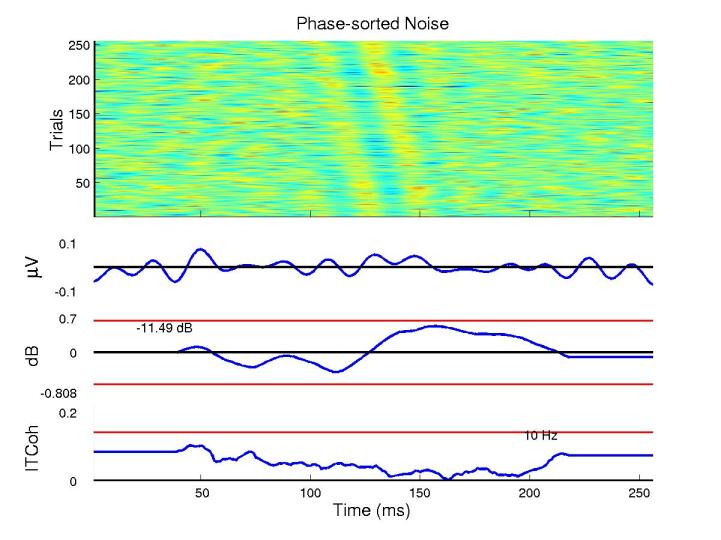 Phase-sorted Noise
Trials
250
200
150
100
50
µV
0.1
-0.1
dB
0.7
-11.49 dB
0
-0.808
ITCoh
0.2
10 Hz
0
50 100 150 200 250
Time (ms)